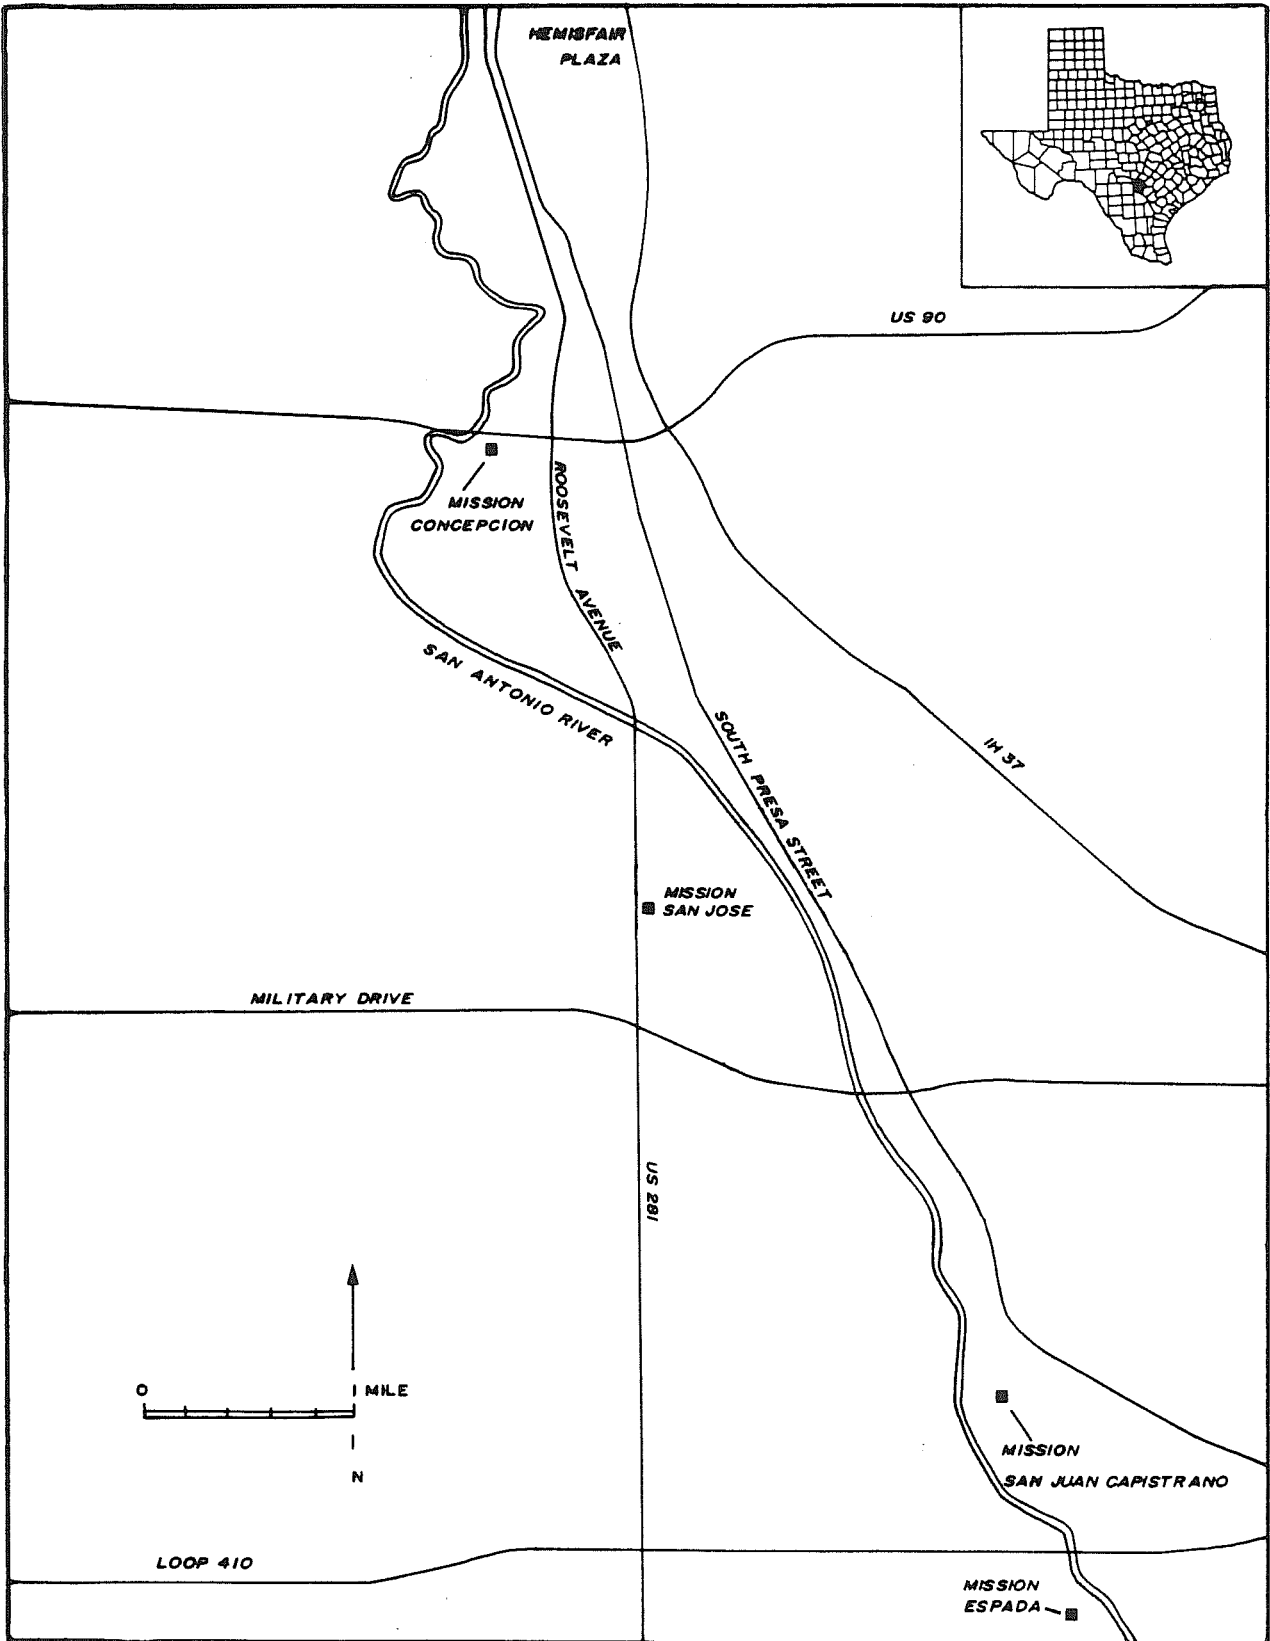 HEMISFAIR
PLAZA
US 90
MISSION
CONCEPCION
ROOSEVELT AVENUE
SAN ANTONIO RIVER
SOUTH PRESA STREET
IH 37
MISSION
SAN JOSE
MILITARY DRIVE
US 281
0
1 MILE
N
MISSION
SAN JUAN CAPISTRANO
LOOP 410
MISSION
ESPADA